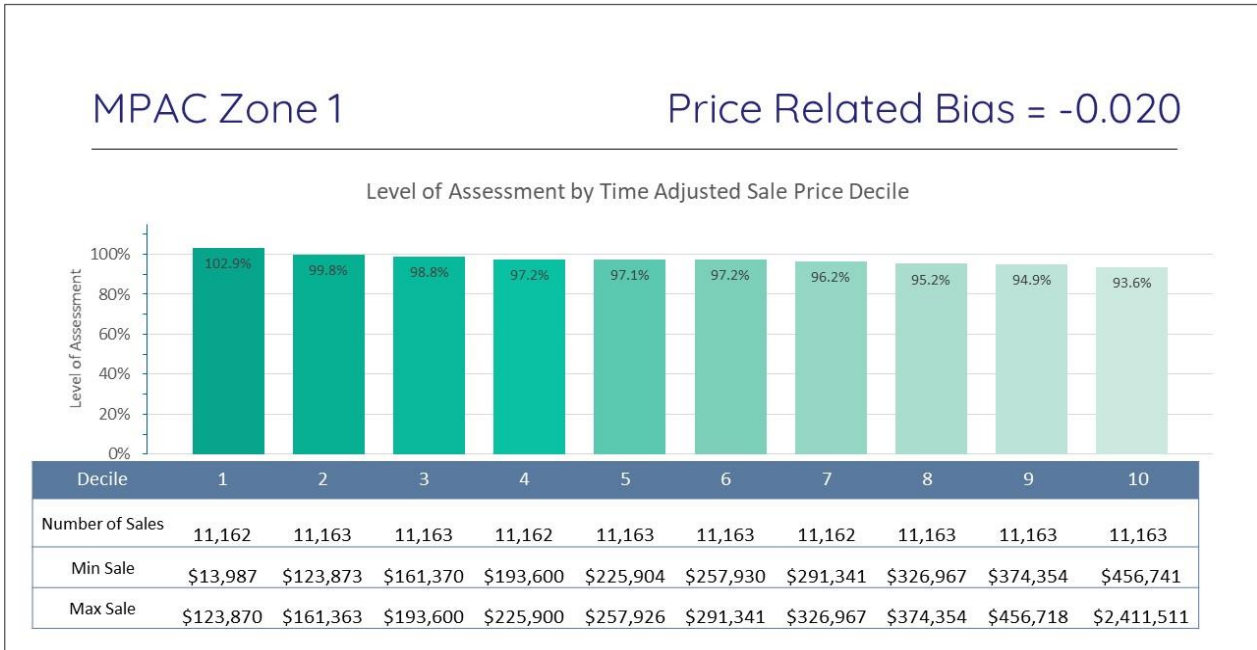 MPAC Zone 1 Price Related Bias = -0.020
Level of Assessment by Time Adjusted Sale Price Decile
Level of Assessment
100%
80%
60%
40%
20%
0%
102.9% 99.8% 98.8% 97.2% 97.1% 97.2% 96.2% 95.2% 94.9% 93.6%
Decile 1 2 3 4 5 6 7 8 9 10
Number of Sales 11,162 11,163 11,163 11,162 11,163 11,163 11,162 11,163 11,163 11,163
Min Sale $13,987 $123,873 $161,370 $193,600 $225,904 $257,930 $291,341 $326,967 $374,354 $456,741
Max Sale $123,870 $161,363 $193,600 $225,900 $257,926 $291,341 $326,967 $374,354 $456,718 $2,411,511